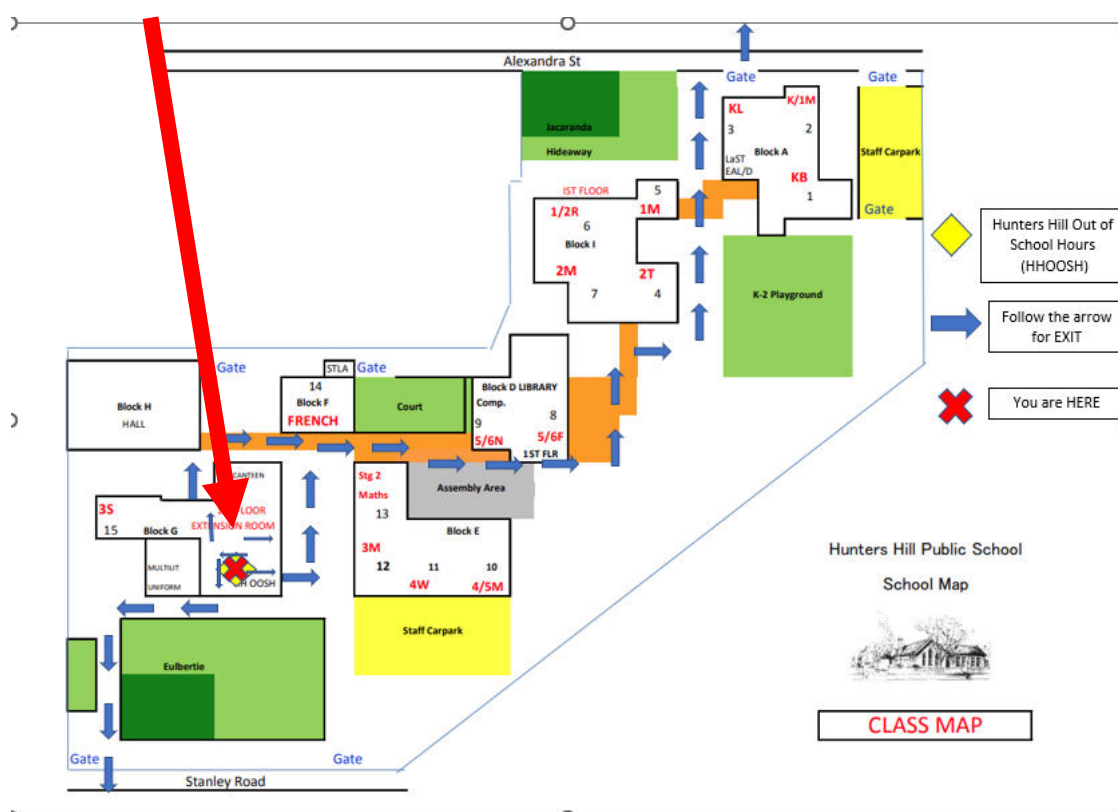 Alexandra St
Gate
Gate
Jacaranda
Hideaway
KL
K/1M
3
2
Block A
LaST
EAL/D
KB
1
Staff Carpark
Gate
IST FLOOR
5
1/2R
1M
6
Block I
2M
2T
7
4
K-2 Playground
Hunters Hill Out of
School Hours
(HHOOSH)
Follow the arrow
for EXIT
You are HERE
Gate
STLA
Gate
Block H
HALL
14
Block F
FRENCH
Court
Block D LIBRARY
Comp.
9
8
5/6N
5/6F
1ST FLR
CANTEEN
Stg 2
Maths
13
Assembly Area
Block E
3S
15
Block G
FLOOR
EXTENSION ROOM
3M
12
11
10
4W
4/5M
MULTILIT
UNIFORM
OOSH
Staff Carpark
Eulbertie
Gate
Gate
Stanley Road
Hunters Hill Public School
School Map
CLASS MAP